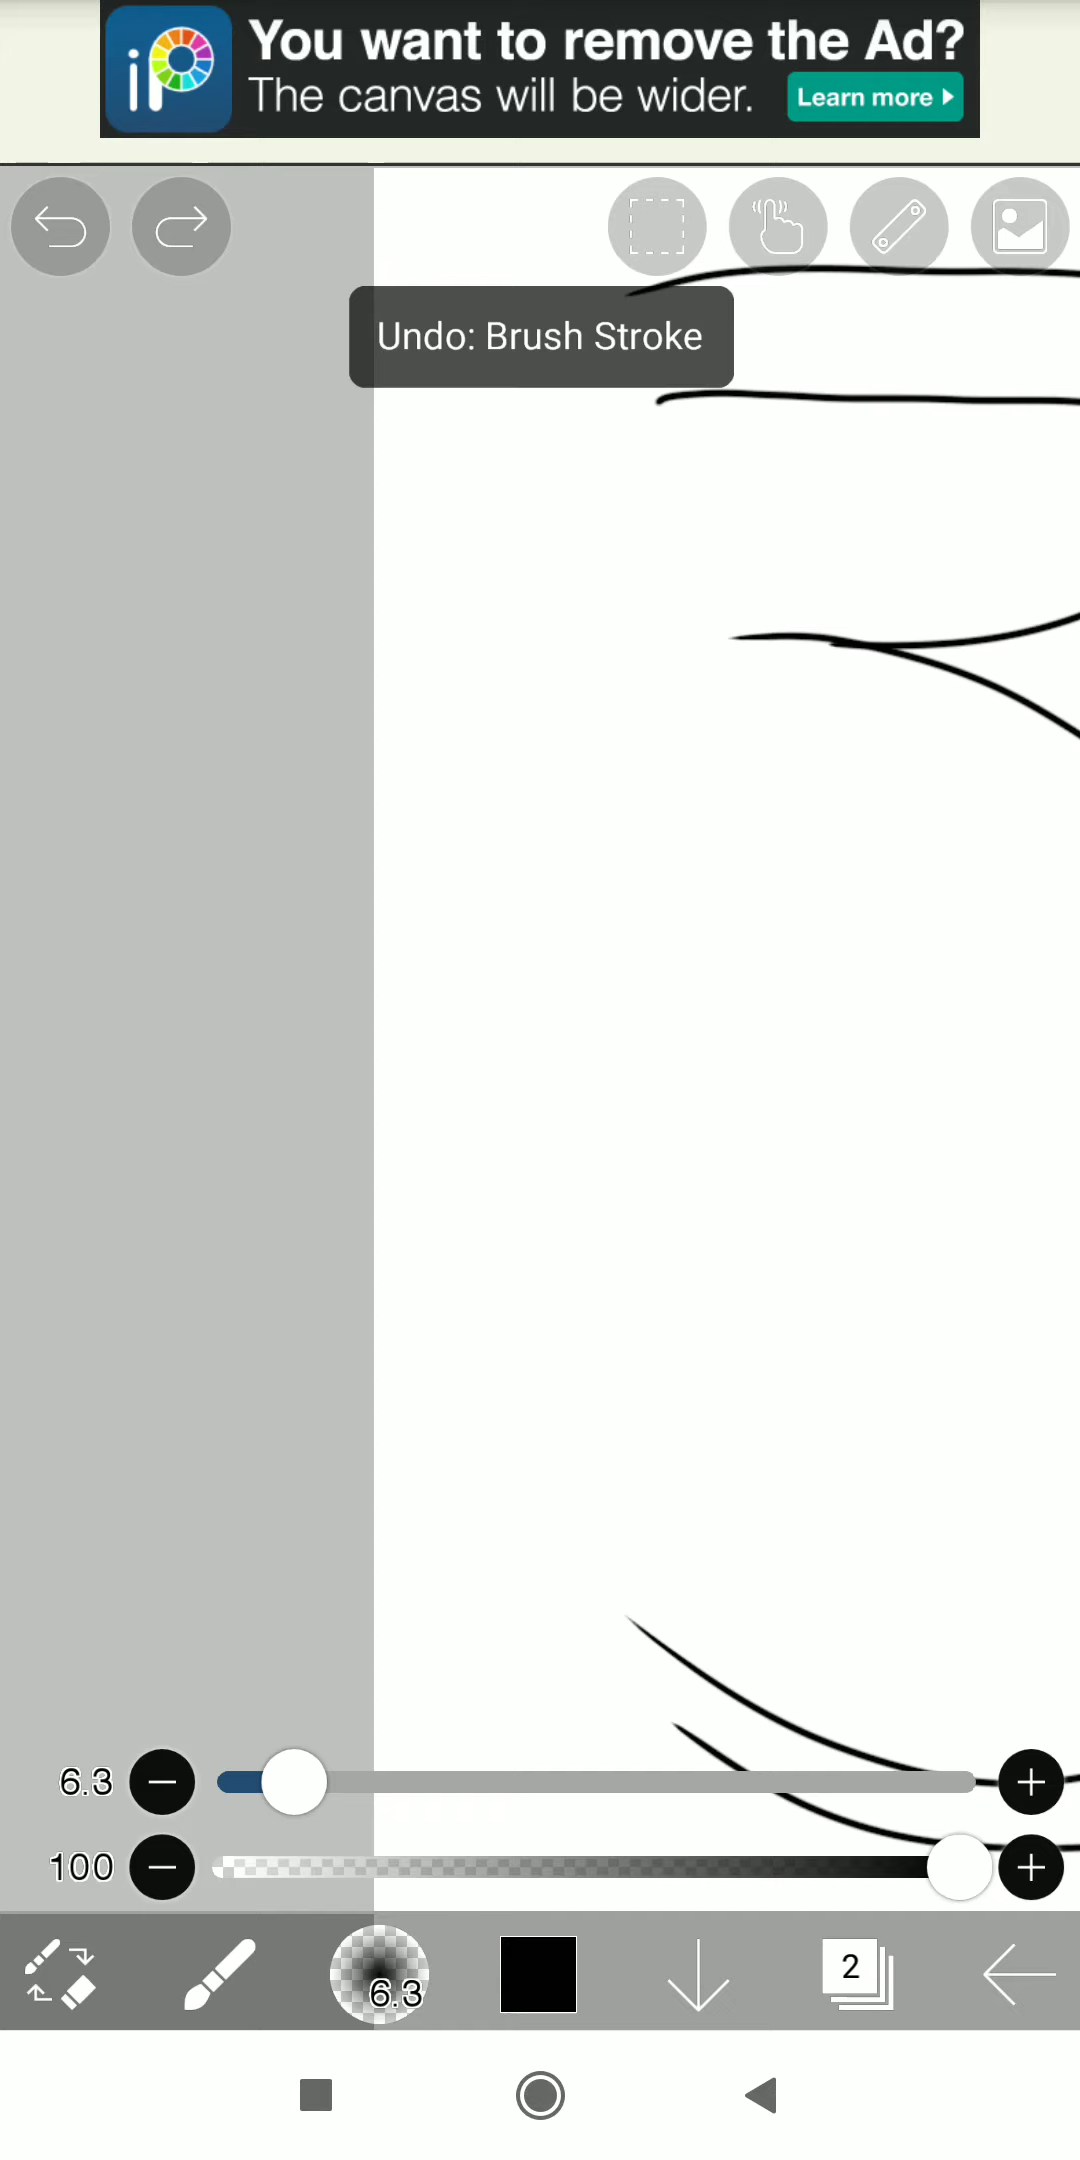 iP
You want to remove the Ad?
The canvas will be wider.
Learn more
Undo: Brush Stroke
6.3
100
6.3
2